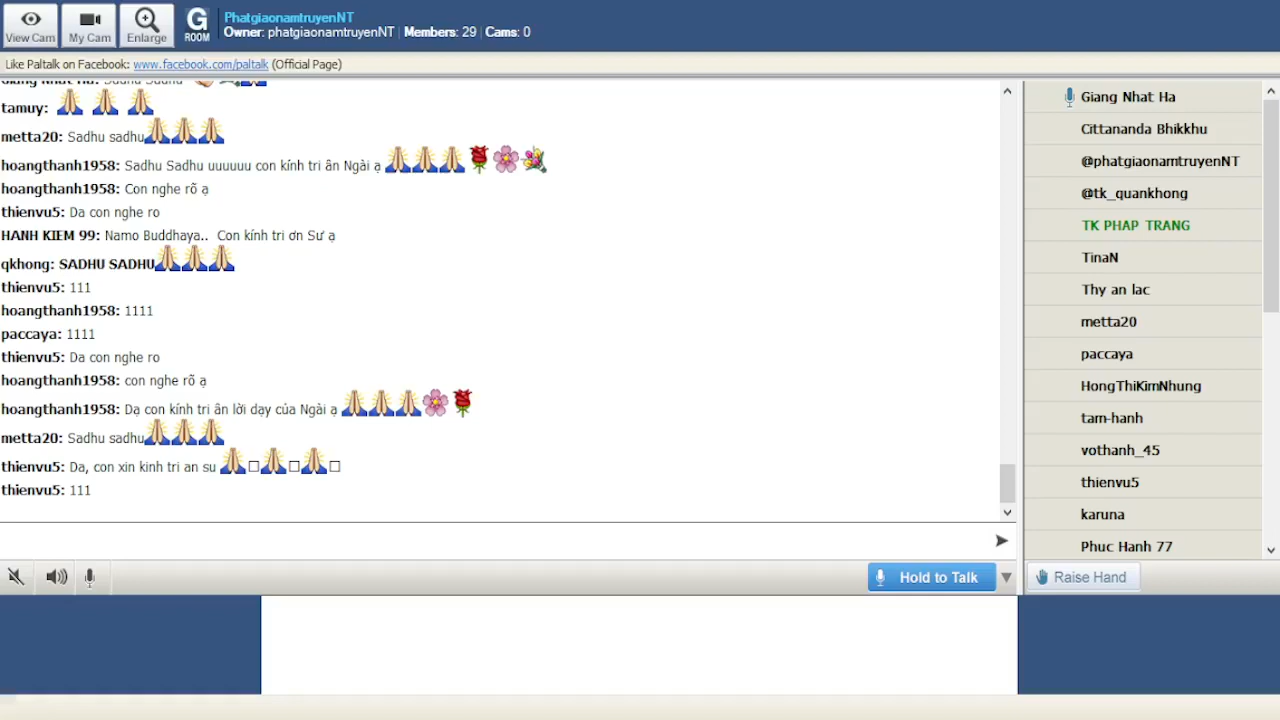 View Cam
My Cam
Enlarge
G ROOM
PhatgiaonamtruyenNT
Owner: phatgiaonamtruyenNT | Members: 29 | Cams: 0
Like Paltalk on Facebook: www.facebook.com/paltalk (Official Page)
Giang Nhat Ha: Sadhu Sadhu
tamuy:
metta20: Sadhu sadhu
hoangthanh1958: Sadhu Sadhu uuuuuu con kính tri ân Ngài ạ
hoangthanh1958: Con nghe rõ ạ
thienvu5: Da con nghe ro
HANH KIEM 99: Namo Buddhaya.. Con kính tri ơn Sư ạ
qkhong: SADHU SADHU
thienvu5: 111
hoangthanh1958: 1111
paccaya: 1111
thienvu5: Da con nghe ro
hoangthanh1958: con nghe rõ ạ
hoangthanh1958: Dạ con kính tri ân lời dạy của Ngài ạ
metta20: Sadhu sadhu
thienvu5: Da, con xin kinh tri an su
thienvu5: 111
Hold to Talk
Giang Nhat Ha
Cittananda Bhikkhu
@phatgiaonamtruyenNT
@tk_quankhong
TK PHAP TRANG
TinaN
Thy an lac
metta20
paccaya
HongThiKimNhung
tam-hanh
vothanh_45
thienvu5
karuna
Phuc Hanh 77
Raise Hand